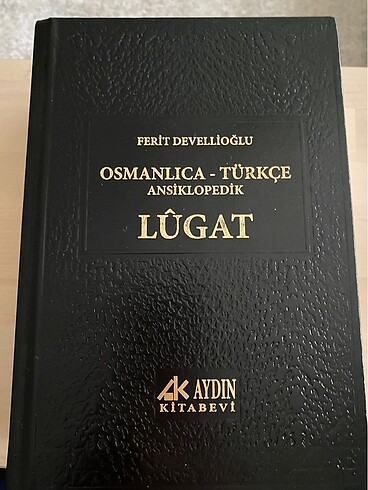 FERİT DEVELLİOĞLU
OSMANLICA - TÜRKÇE
ANSİKLOPEDİK
LÛGAT
AK AYDIN
KİTABEVİ